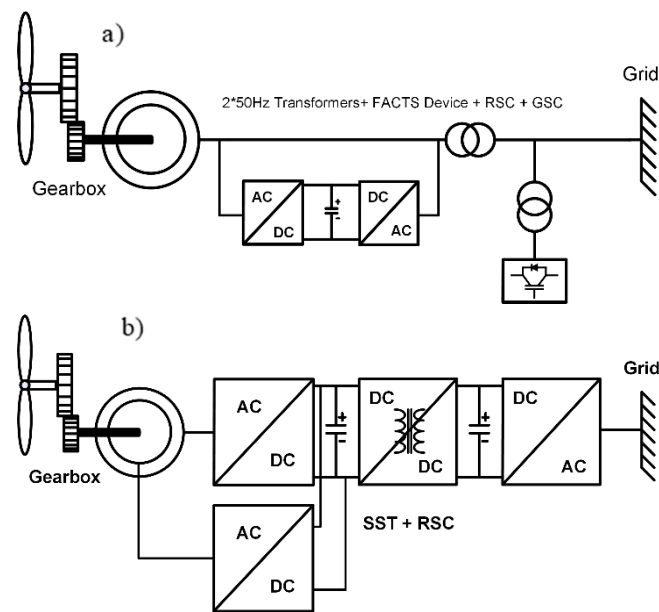 a)
2*50Hz Transformers+ FACTS Device + RSC + GSC
Grid
Gearbox
AC
DC
+
-
DC
AC
b)
Grid
Gearbox
AC
DC
+
-
DC
DC
+
-
DC
AC
AC
DC
SST + RSC